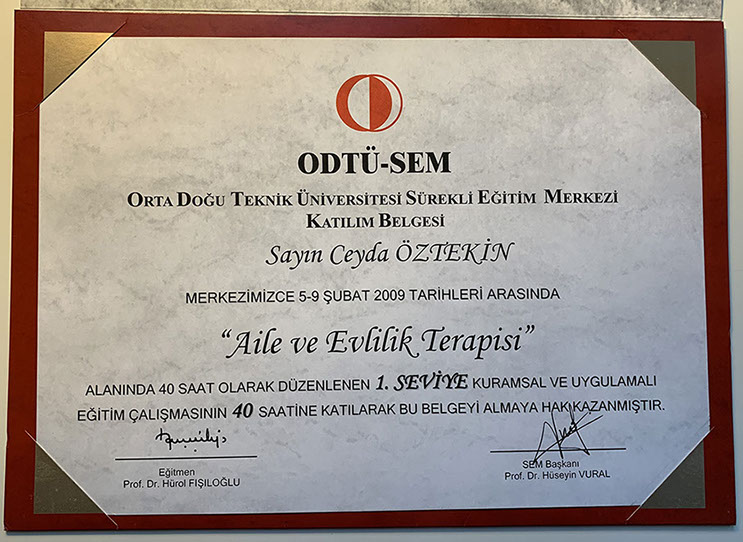 ODTÜ-SEM
ORTA DOĞU TEKNİK ÜNİVERSİTESİ SÜREKLİ EĞİTİM MERKEZİ
KATILIM BELGESİ
Sayın Ceyda ÖZTEKİN
MERKEZİMİZCE 5-9 ŞUBAT 2009 TARİHLERİ ARASINDA
“Aile ve Evlilik Terapisi”
ALANINDA 40 SAAT OLARAK DÜZENLENEN 1. SEVİYE KURAMSAL VE UYGULAMALI
EĞİTİM ÇALIŞMASININ 40 SAATİNE KATILARAK BU BELGEYİ ALMAYA HAK KAZANMIŞTIR.
Eğitmen
Prof. Dr. Hürol FIŞILOĞLU
SEM Başkanı
Prof. Dr. Hüseyin VURAL